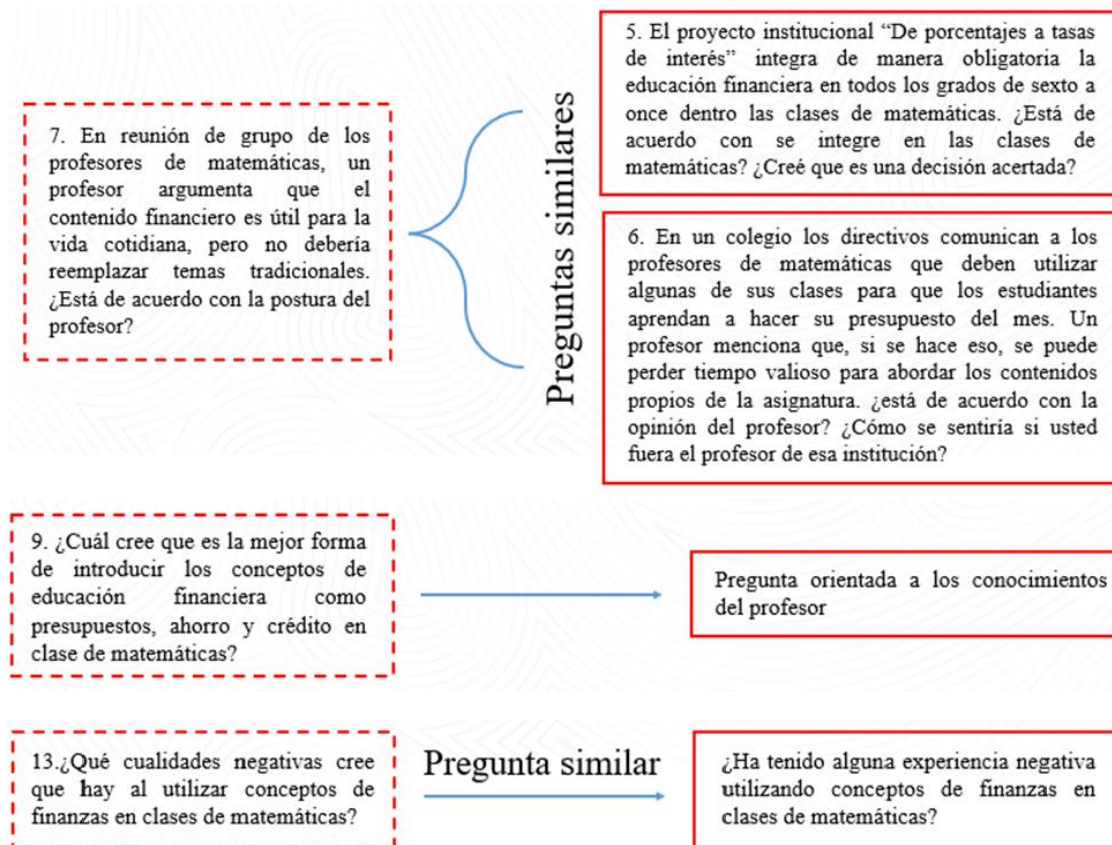 7. En reunión de grupo de los
profesores de matemáticas, un
profesor argumenta que el
contenido financiero es útil para la
vida cotidiana, pero no debería
reemplazar temas tradicionales.
¿Está de acuerdo con la postura del
profesor?
Preguntas similares
5. El proyecto institucional “De porcentajes a tasas
de interés” integra de manera obligatoria la
educación financiera en todos los grados de sexto a
once dentro las clases de matemáticas. ¿Está de
acuerdo con se integre en las clases de
matemáticas? ¿Creé que es una decisión acertada?
6. En un colegio los directivos comunican a los
profesores de matemáticas que deben utilizar
algunas de sus clases para que los estudiantes
aprendan a hacer su presupuesto del mes. Un
profesor menciona que, si se hace eso, se puede
perder tiempo valioso para abordar los contenidos
propios de la asignatura. ¿está de acuerdo con la
opinión del profesor? ¿Cómo se sentiría si usted
fuera el profesor de esa institución?
9. ¿Cuál cree que es la mejor forma
de introducir los conceptos de
educación financiera como
presupuestos, ahorro y crédito en
clase de matemáticas?
Pregunta orientada a los conocimientos
del profesor
13.¿Qué cualidades negativas cree
que hay al utilizar conceptos de
finanzas en clases de matemáticas?
Pregunta similar
¿Ha tenido alguna experiencia negativa
utilizando conceptos de finanzas en
clases de matemáticas?